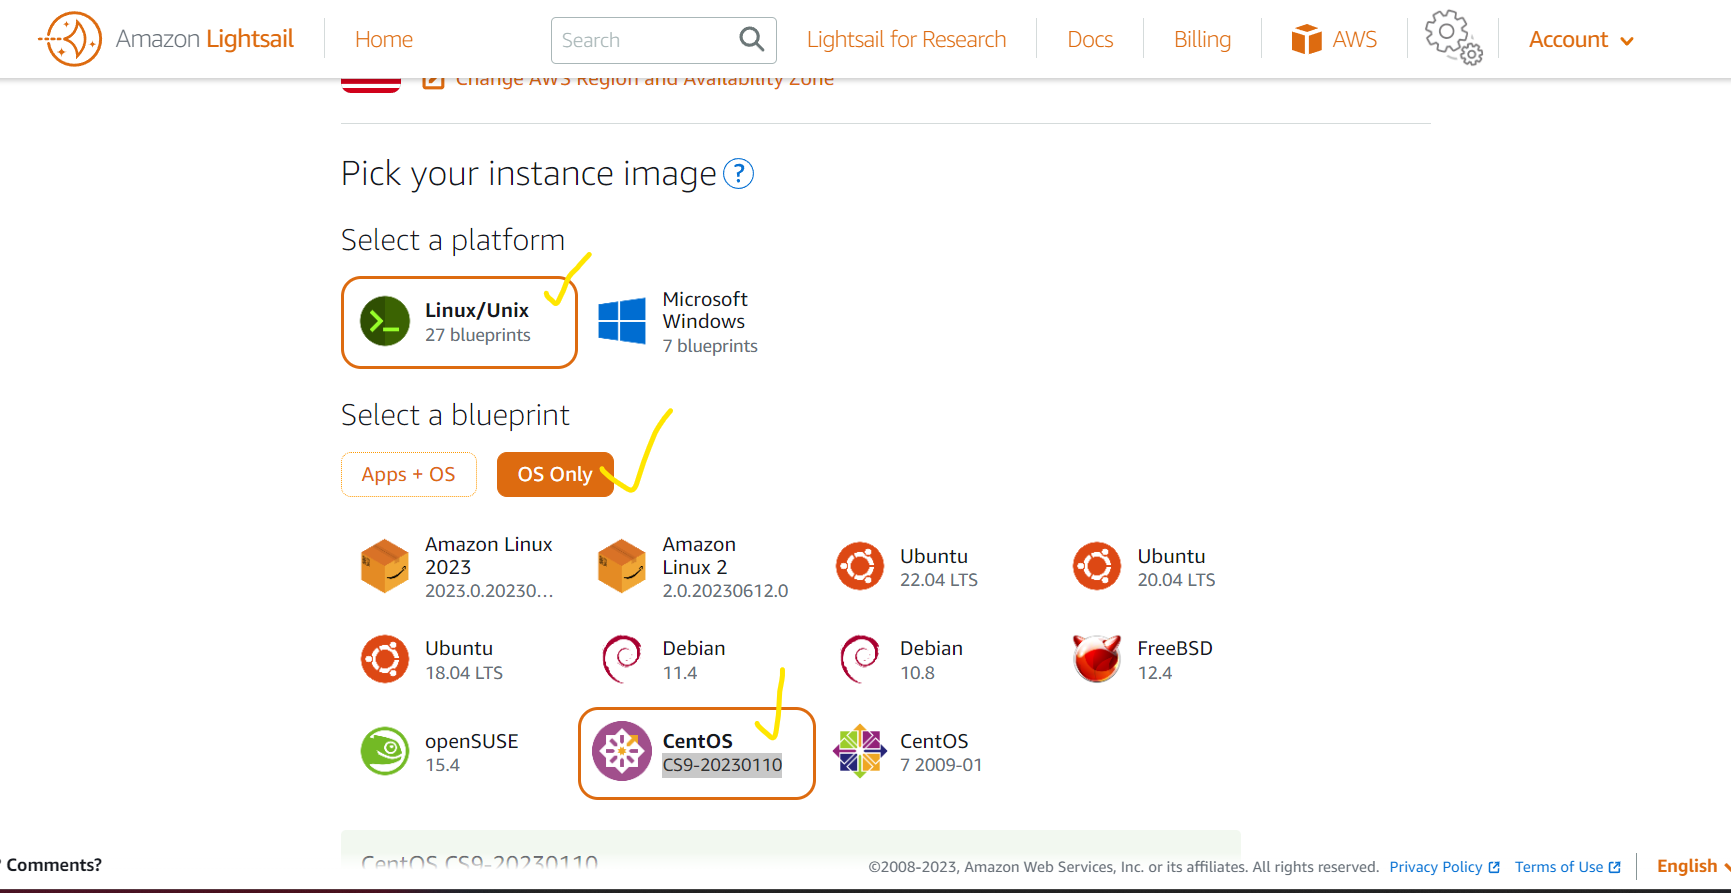 Amazon Lightsail
Home
Search
Lightsail for Research
Docs
Billing
AWS
Account
Change AWS Region and Availability Zone
Pick your instance image ?
Select a platform
Linux/Unix
27 blueprints
Microsoft
Windows
7 blueprints
Select a blueprint
Apps + OS
OS Only
Amazon Linux
2023
2023.0.20230...
Amazon
Linux 2
2.0.20230612.0
Ubuntu
22.04 LTS
Ubuntu
20.04 LTS
Ubuntu
18.04 LTS
Debian
11.4
Debian
10.8
FreeBSD
12.4
openSUSE
15.4
CentOS
CS9-20230110
CentOS
7 2009-01
CentOS CS9-20230110
Comments?
©2008-2023, Amazon Web Services, Inc. or its affiliates. All rights reserved.
Privacy Policy
Terms of Use
English